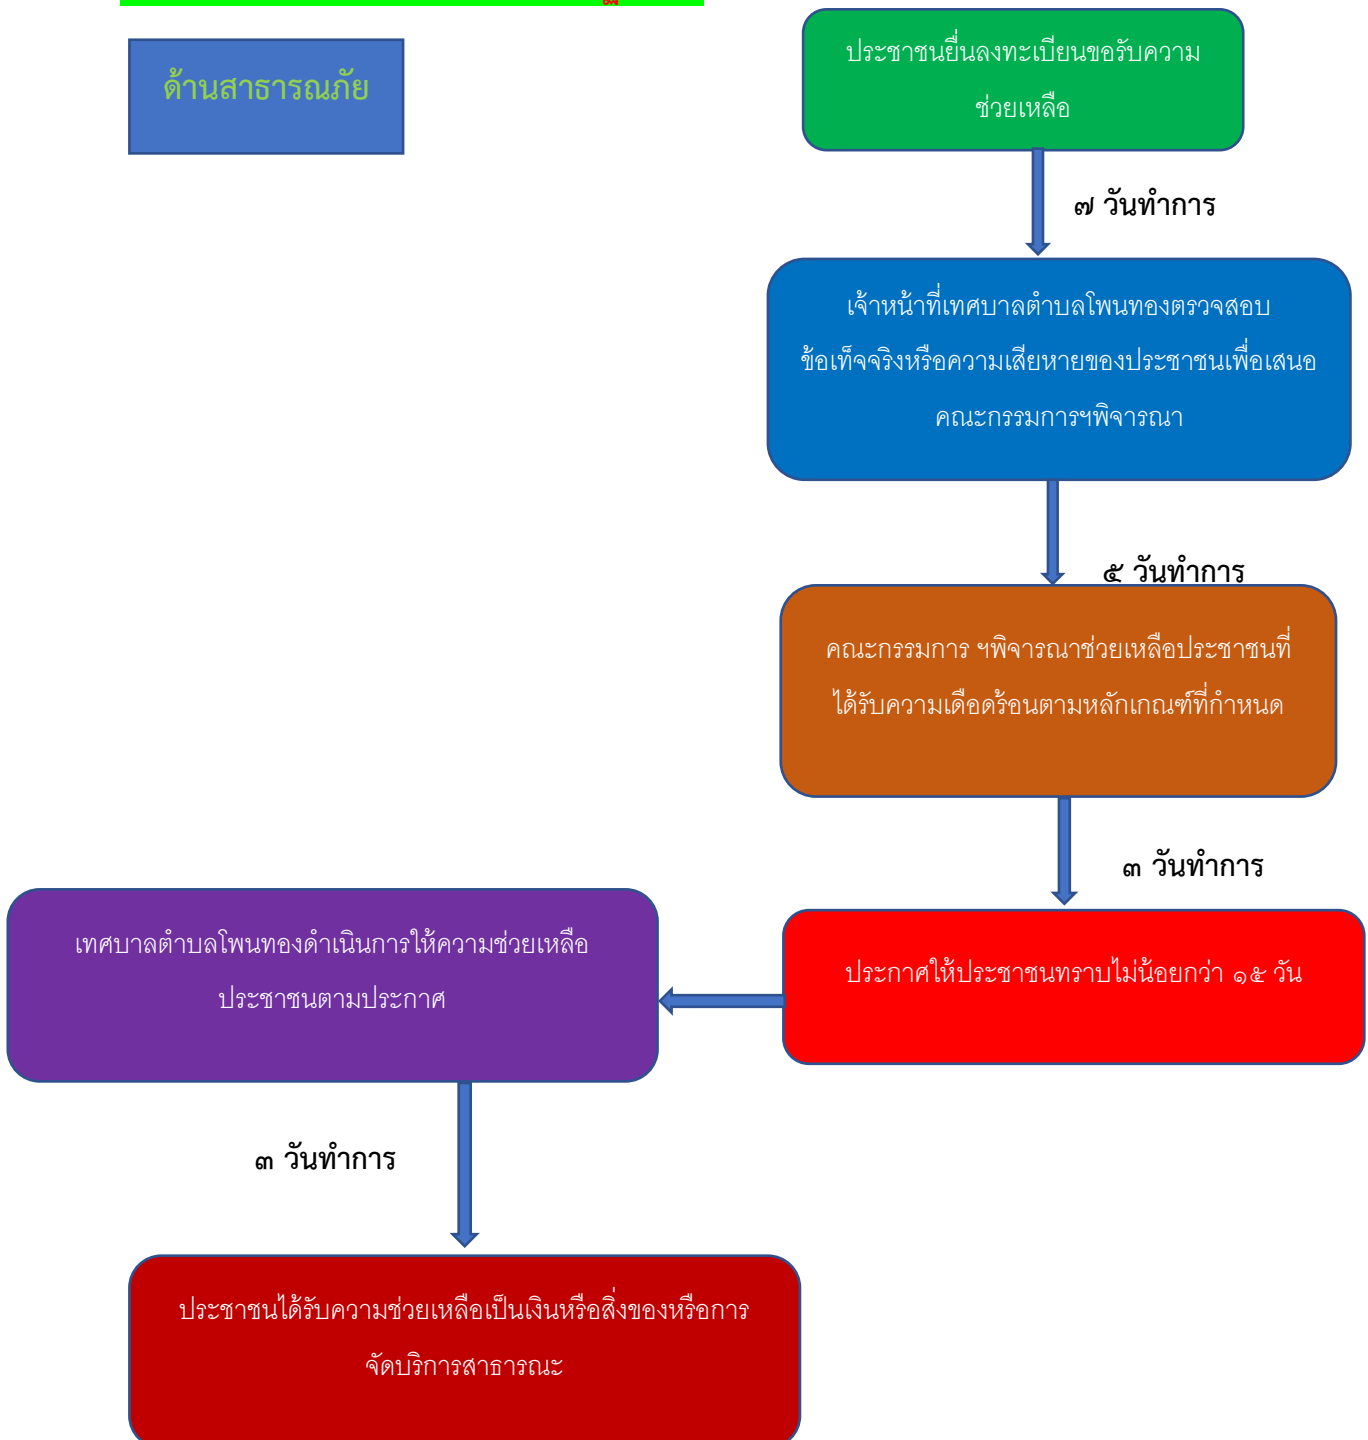 ด้านสาธารณภัย
ประชาชนยื่นลงทะเบียนขอรับความ
ช่วยเหลือ
๗ วันทำการ
เจ้าหน้าที่เทศบาลตำบลโพนทองตรวจสอบ
ข้อเท็จจริงหรือความเสียหายของประชาชนเพื่อเสนอ
คณะกรรมการฯพิจารณา
๕ วันทำการ
คณะกรรมการ ฯพิจารณาช่วยเหลือประชาชนที่
ได้รับความเดือดร้อนตามหลักเกณฑ์ที่กำหนด
๓ วันทำการ
ประกาศให้ประชาชนทราบไม่น้อยกว่า ๑๕ วัน
เทศบาลตำบลโพนทองดำเนินการให้ความช่วยเหลือ
ประชาชนตามประกาศ
๓ วันทำการ
ประชาชนได้รับความช่วยเหลือเป็นเงินหรือสิ่งของหรือการ
จัดบริการสาธารณะ